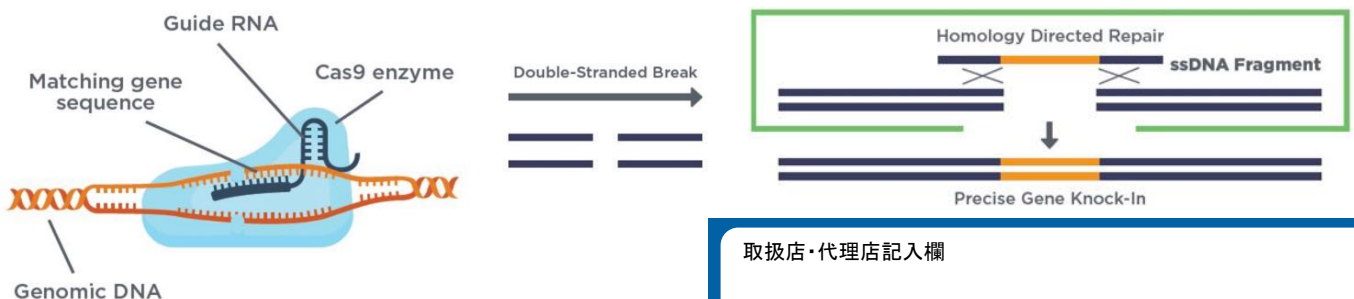 Guide RNA
Matching gene
sequence
Cas9 enzyme
Genomic DNA
Double-Stranded Break
Homology Directed Repair
ssDNA Fragment
Precise Gene Knock-In
取扱店・代理店記入欄